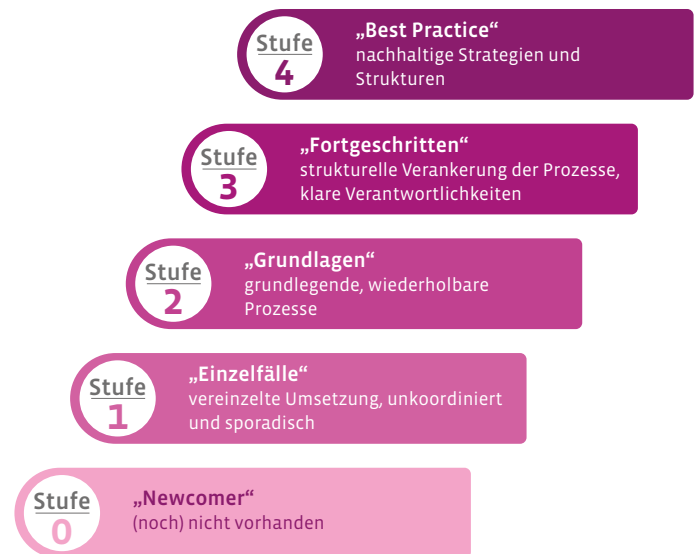 Stufe
4
„Best Practice“
nachhaltige Strategien und
Strukturen
Stufe
3
„Fortgeschritten“
strukturelle Verankerung der Prozesse,
klare Verantwortlichkeiten
Stufe
2
„Grundlagen“
grundlegende, wiederholbare
Prozesse
Stufe
1
„Einzelfälle“
vereinzelte Umsetzung, unkoordiniert
und sporadisch
Stufe
0
„Newcomer“
(noch) nicht vorhanden